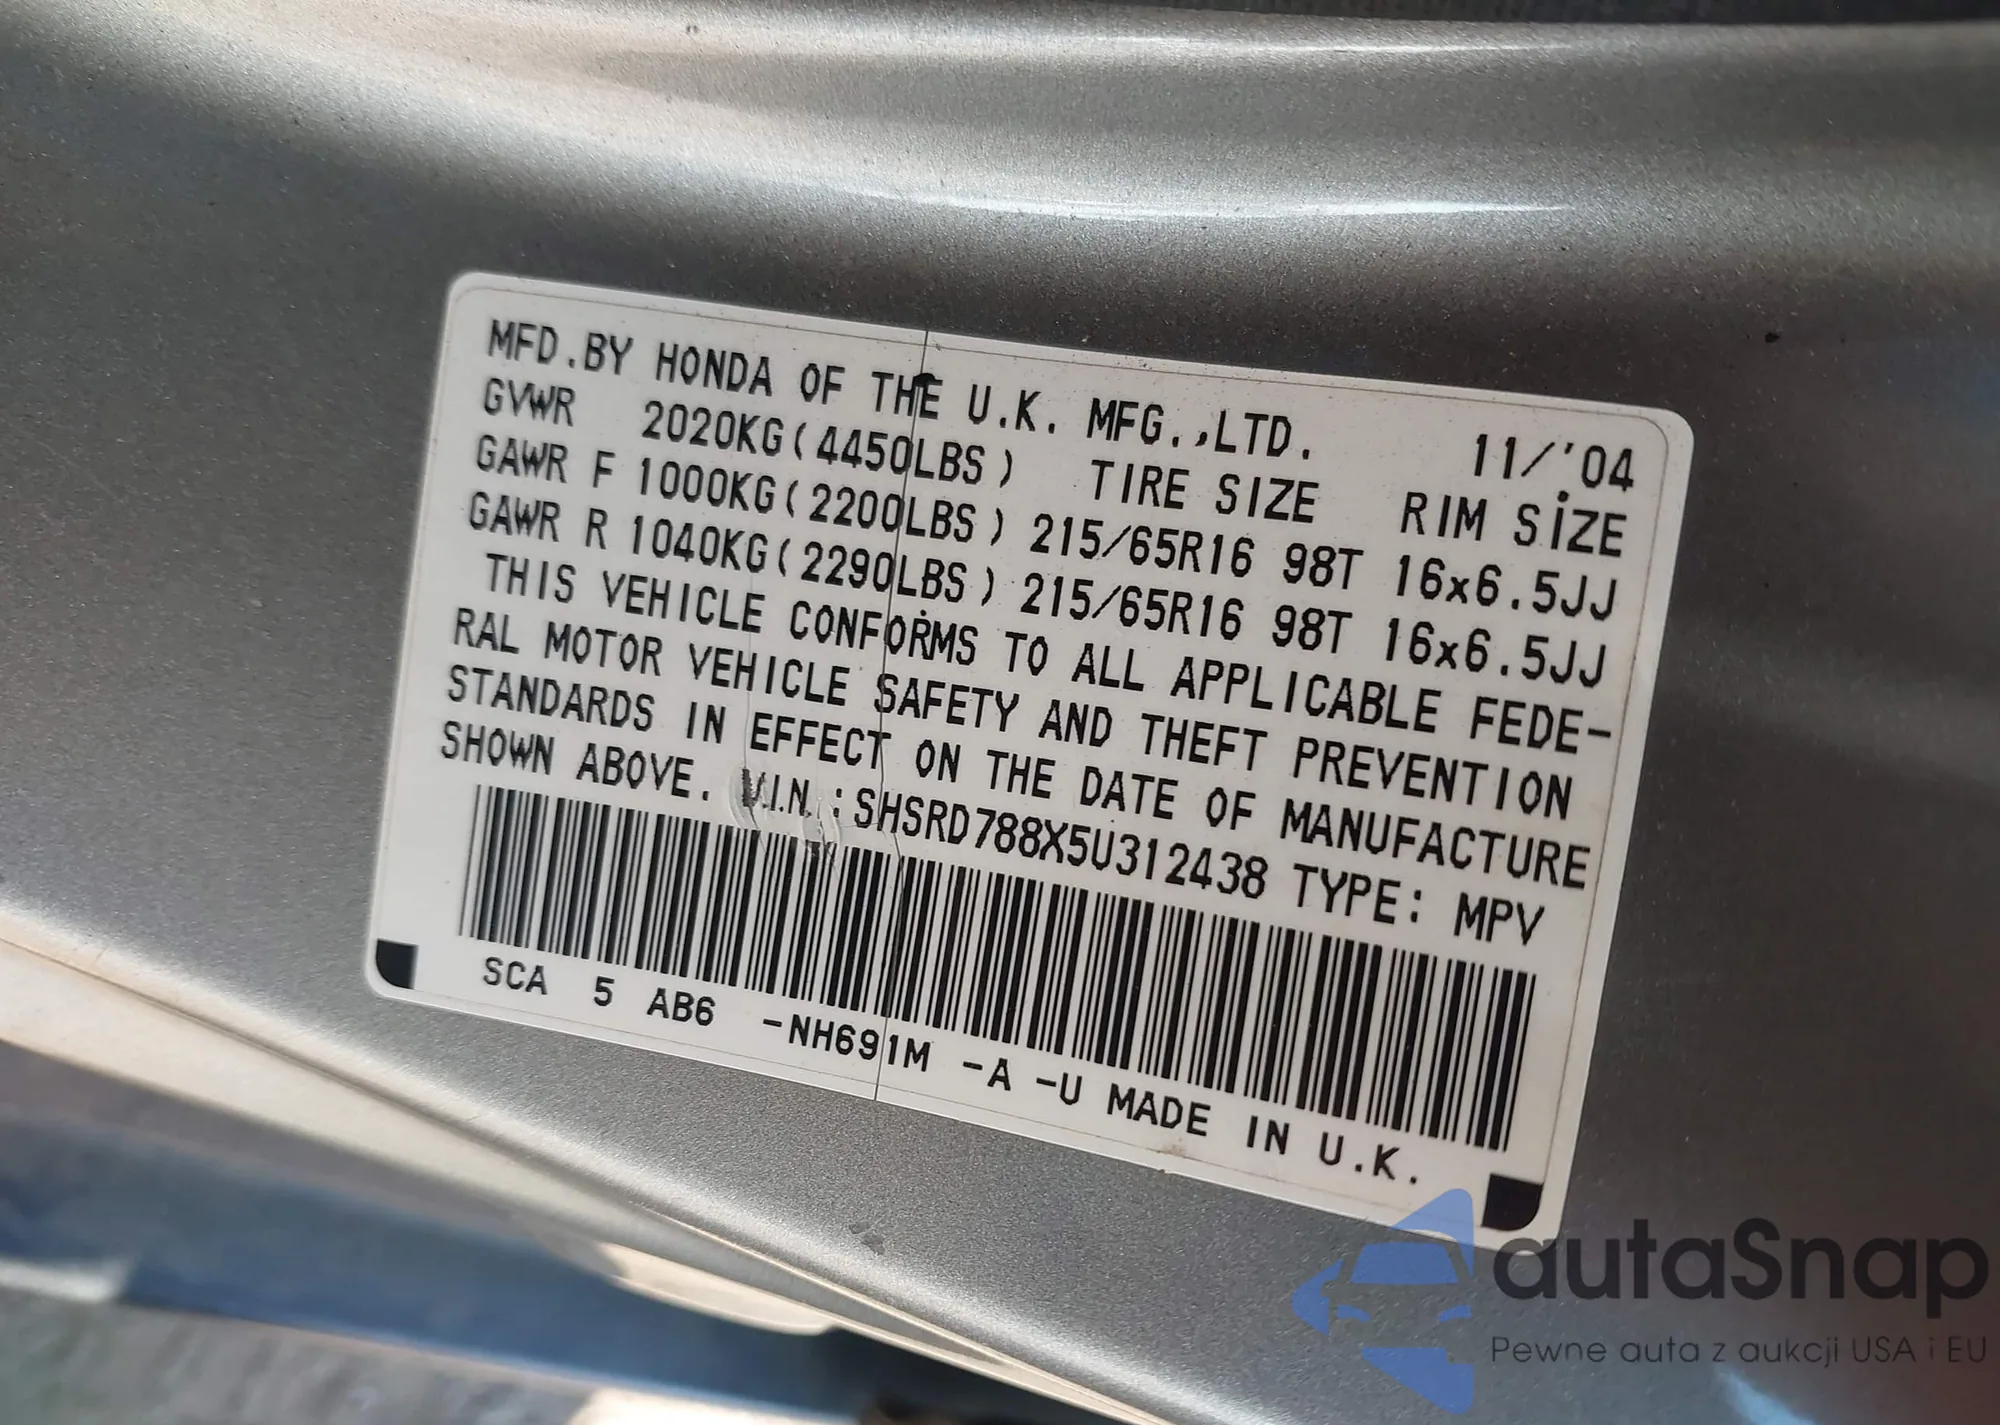 MFD.BY HONDA OF THE U.K. MFG.,LTD. 11/'04
GVWR 2020KG(4450LBS) TIRE SIZE RIM SIZE
GAWR F 1000KG(2200LBS) 215/65R16 98T 16x6.5JJ
GAWR R 1040KG(2290LBS) 215/65R16 98T 16x6.5JJ
THIS VEHICLE CONFORMS TO ALL APPLICABLE FEDE-
RAL MOTOR VEHICLE SAFETY AND THEFT PREVENTION
STANDARDS IN EFFECT ON THE DATE OF MANUFACTURE
SHOWN ABOVE. V.I.N.:SHSRD788X5U312438 TYPE: MPV
SCA 5 AB6 -NH691M -A -U MADE IN U.K.
autaSnap
Pewne auta z aukcji USA i EU